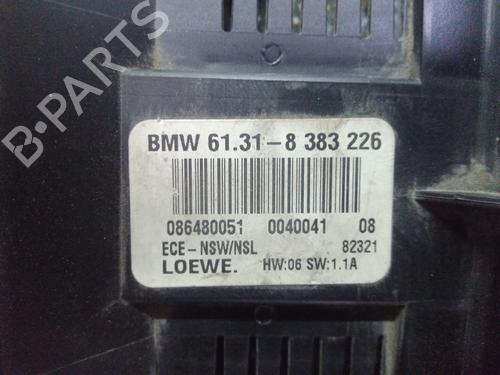 B-PARTS
BMW 61.31-8 383 226
086480051 0040041 08
ECE-NSW/NSL 82321
LOEWE. HW:06 SW:1.1A